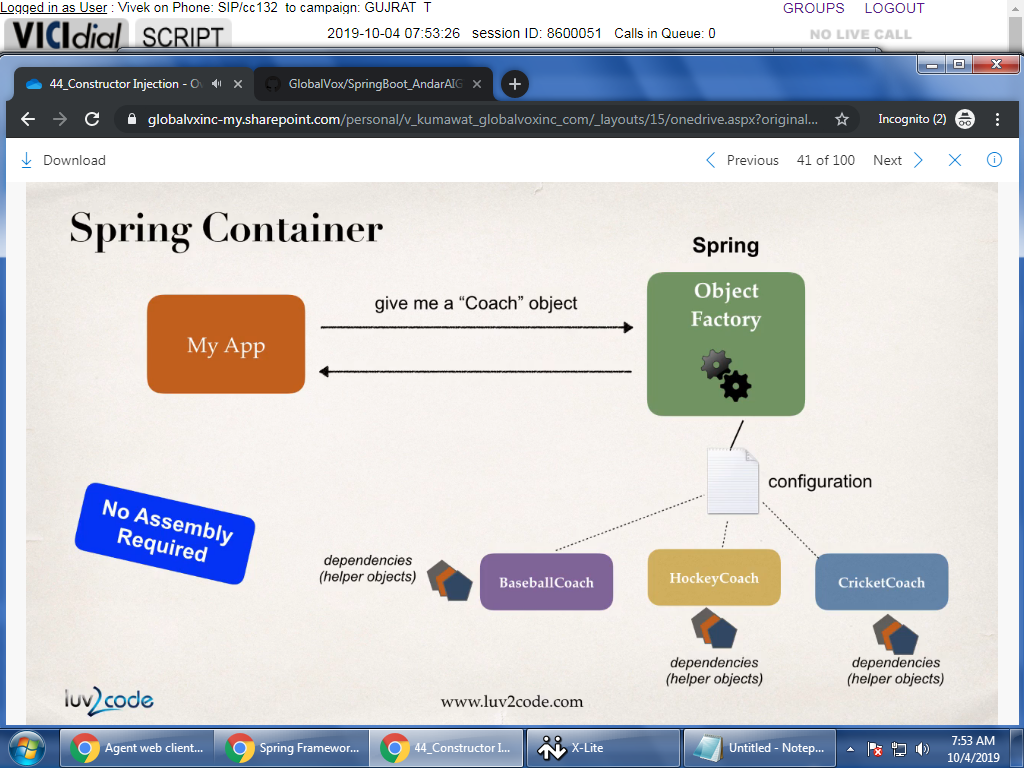 Logged in as User : Vivek on Phone: SIP/cc132 to campaign: GUJRAT_T
GROUPS LOGOUT
VICIdial SCRIPT
2019-10-04 07:53:26 session ID: 8600051 Calls in Queue: 0
NO LIVE CALL
44_Constructor Injection - Ov
GlobalVox/SpringBoot_AndarAIG
globalvxinc-my.sharepoint.com/personal/v_kumawat_globalvoxinc_com/_layouts/15/onedrive.aspx?original...
Incognito (2)
Download
Previous 41 of 100 Next
Spring Container
Spring
My App
give me a “Coach” object
Object
Factory
configuration
No Assembly
Required
dependencies
(helper objects)
BaseballCoach
HockeyCoach
CricketCoach
dependencies
(helper objects)
dependencies
(helper objects)
luv2code
www.luv2code.com
Agent web client...
Spring Framewor...
44_Constructor I...
X-Lite
Untitled - Notep...
7:53 AM
10/4/2019